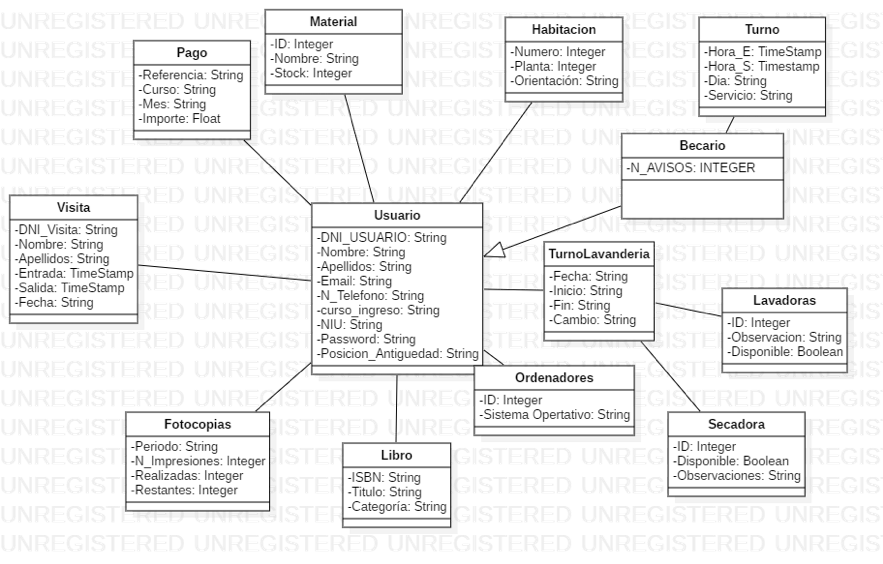 Material
-ID: Integer
-Nombre: String
-Stock: Integer
Habitacion
-Numero: Integer
-Planta: Integer
-Orientación: String
Turno
-Hora_E: TimeStamp
-Hora_S: Timestamp
-Dia: String
-Servicio: String
Pago
-Referencia: String
-Curso: String
-Mes: String
-Importe: Float
Becario
-N_AVISOS: INTEGER
Visita
-DNI_Visita: String
-Nombre: String
-Apellidos: String
-Entrada: TimeStamp
-Salida: TimeStamp
-Fecha: String
Usuario
-DNI_USUARIO: String
-Nombre: String
-Apellidos: String
-Email: String
-N_Telefono: String
-curso_ingreso: String
-NIU: String
-Password: String
-Posicion_Antiguedad: String
TurnoLavanderia
-Fecha: String
-Inicio: String
-Fin: String
-Cambio: String
Lavadoras
-ID: Integer
-Observacion: String
-Disponible: Boolean
Ordenadores
-ID: Integer
-Sistema Opertativo: String
Fotocopias
-Periodo: String
-N_Impresiones: Integer
-Realizadas: Integer
-Restantes: Integer
Libro
-ISBN: String
-Titulo: String
-Categoría: String
Secadora
-ID: Integer
-Disponible: Boolean
-Observaciones: String
UNREGISTERED